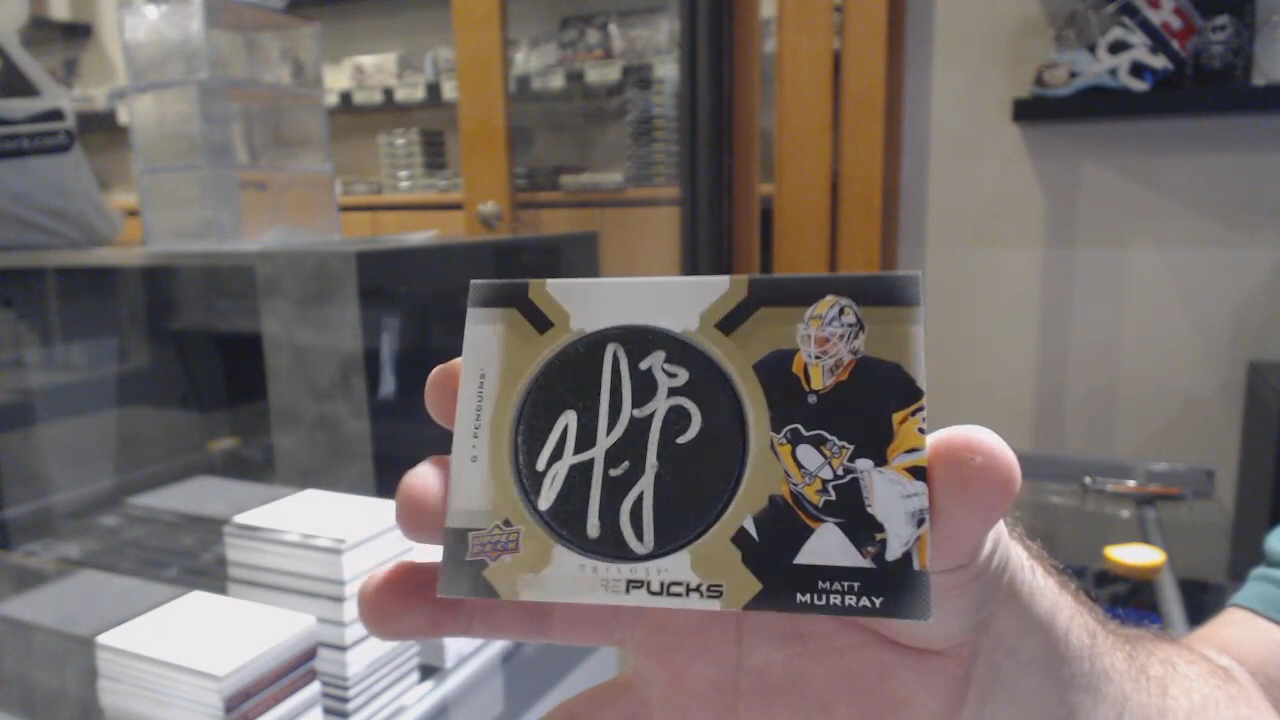 G • PENGUINS
UPPER DECK
TRILOGY
PUCKS
MATT
MURRAY